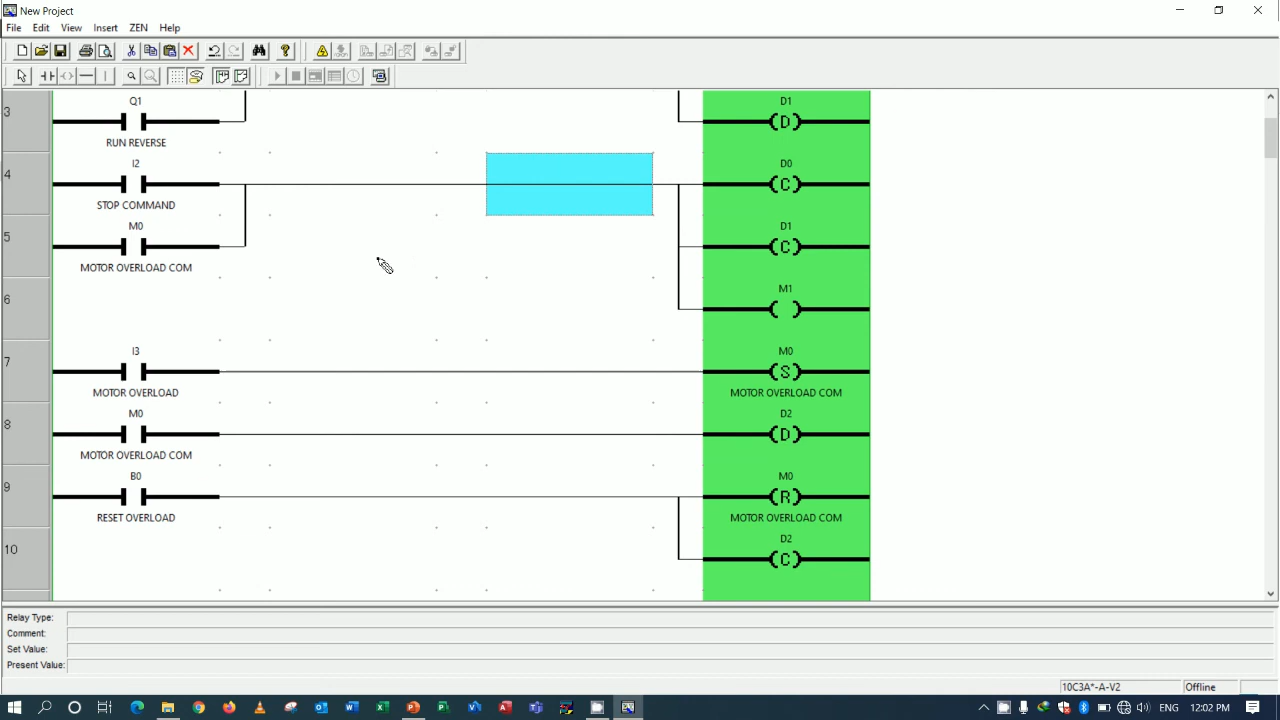 New Project
File Edit View Insert ZEN Help
3
Q1
D1
D
RUN REVERSE
4
I2
D0
C
STOP COMMAND
5
M0
D1
C
MOTOR OVERLOAD COM
6
M1
7
I3
M0
S
MOTOR OVERLOAD
MOTOR OVERLOAD COM
8
M0
D2
D
MOTOR OVERLOAD COM
9
B0
M0
R
RESET OVERLOAD
MOTOR OVERLOAD COM
10
D2
C
Relay Type:
Comment:
Set Value:
Present Value:
10C3A*-A-V2 Offline
ENG 12:02 PM